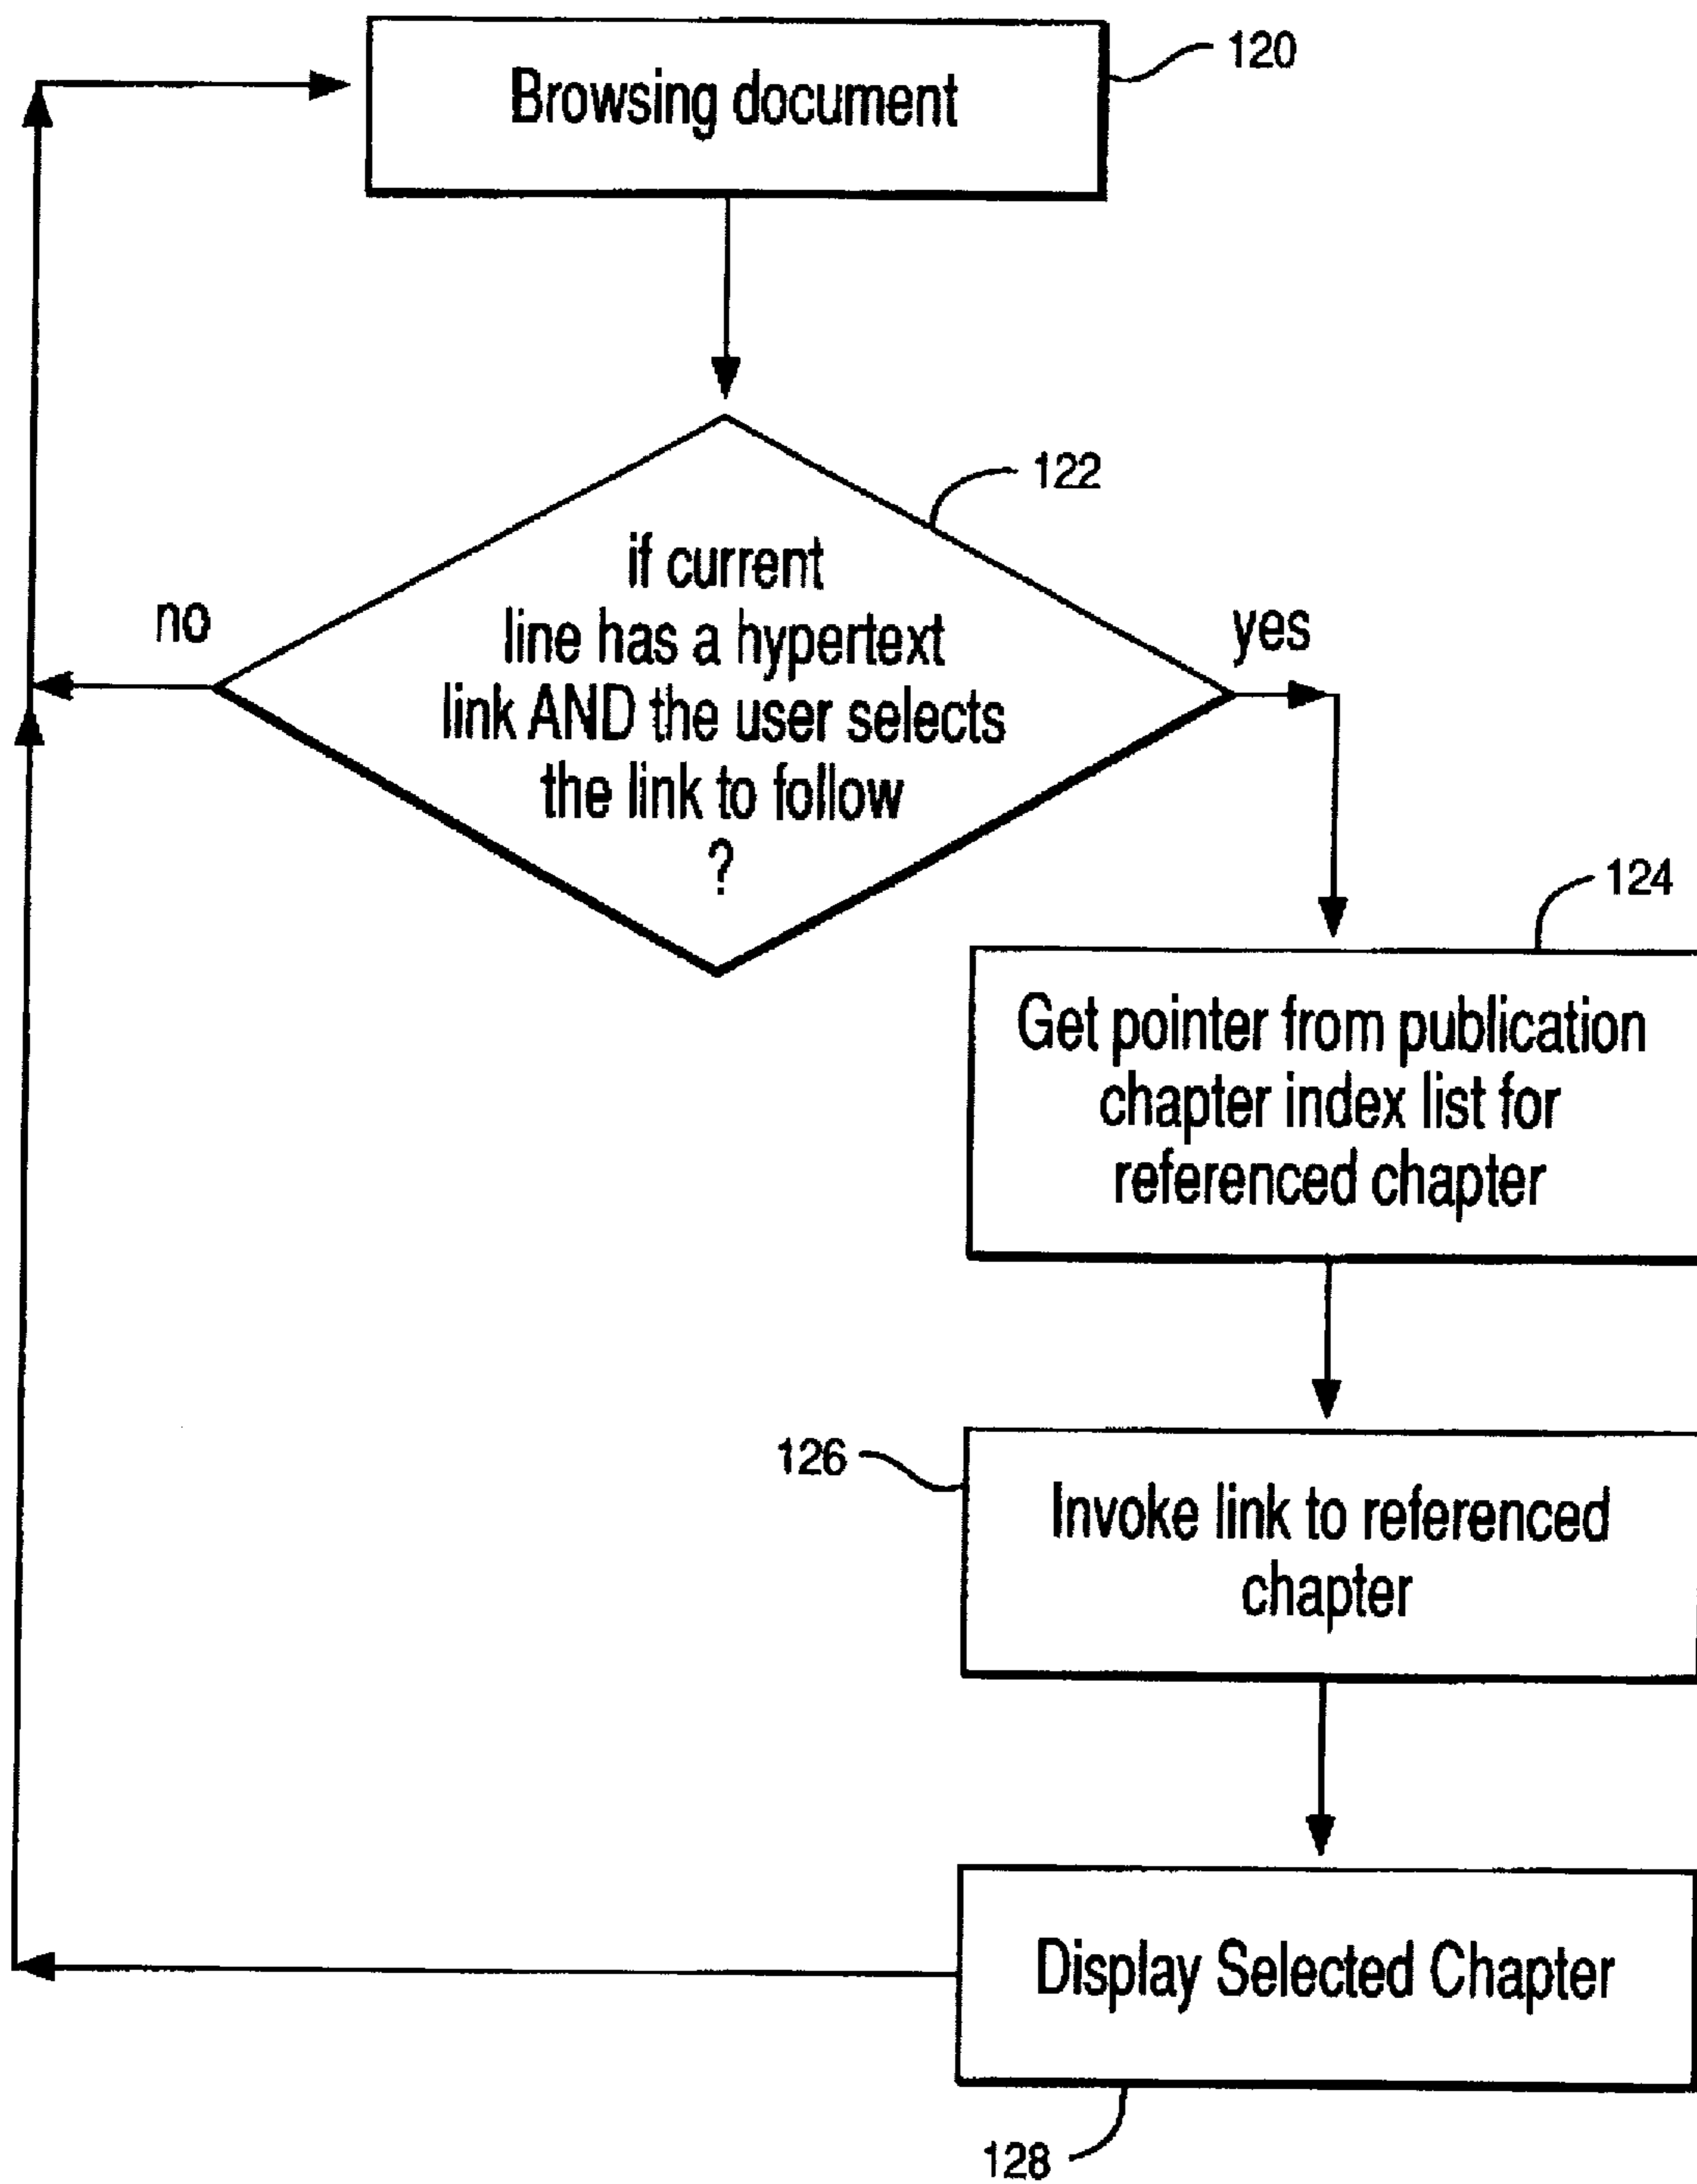 Browsing document
120
122
if current
line has a hypertext
link AND the user selects
the link to follow
?
no
yes
124
Get pointer from publication
chapter index list for
referenced chapter
126
Invoke link to referenced
chapter
Display Selected Chapter
128